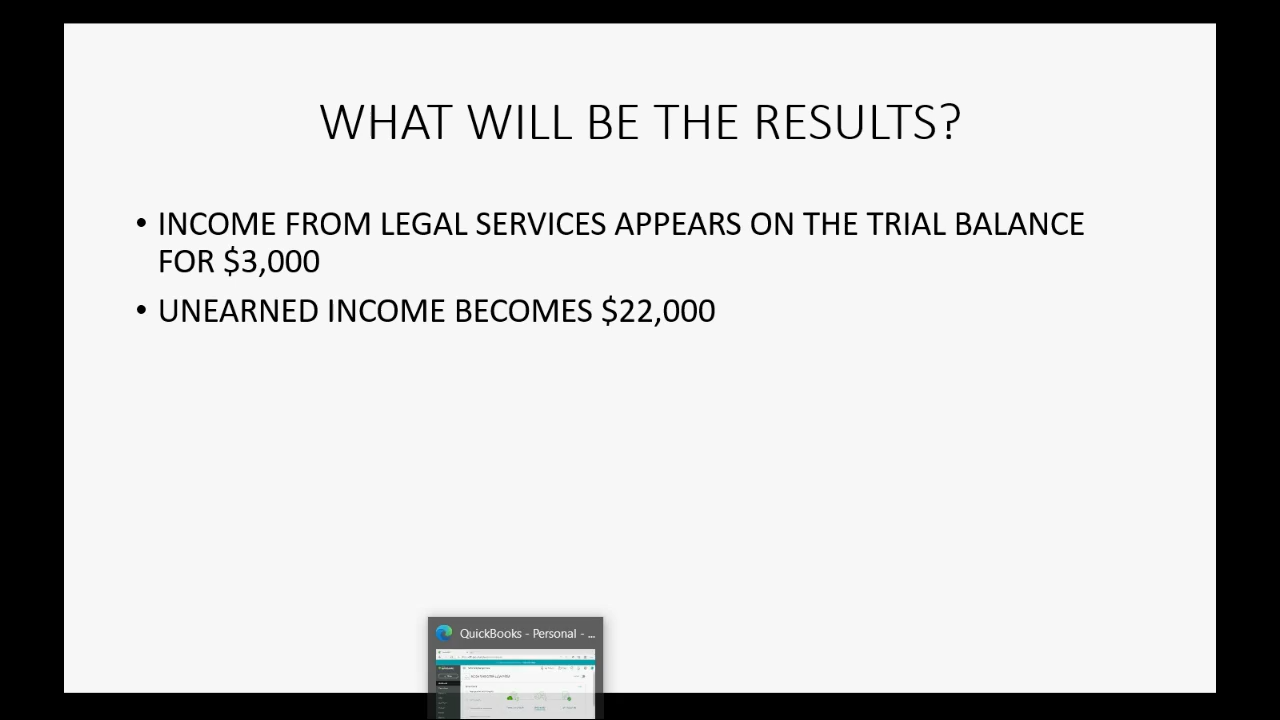 WHAT WILL BE THE RESULTS?
• INCOME FROM LEGAL SERVICES APPEARS ON THE TRIAL BALANCE
FOR $3,000
• UNEARNED INCOME BECOMES $22,000
QuickBooks - Personal - ...